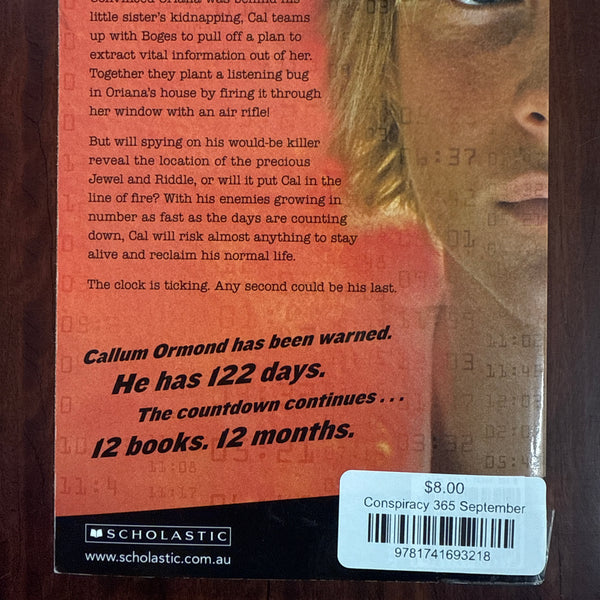 convinced Oriana was behind his
little sister's kidnapping, Cal teams
up with Boges to pull off a plan to
extract vital information out of her.
Together they plant a listening bug
in Oriana's house by firing it through
her window with an air rifle!
But will spying on his would-be killer
reveal the location of the precious
Jewel and Riddle, or will it put Cal in the
line of fire? With his enemies growing in
number as fast as the days are counting
down, Cal will risk almost anything to stay
alive and reclaim his normal life.
The clock is ticking. Any second could be his last.
Callum Ormond has been warned.
He has 122 days.
The countdown continues . . .
12 books. 12 months.
11:08
11:17
SCHOLASTIC
www.scholastic.com.au
$8.00
Conspiracy 365 September
9781741693218